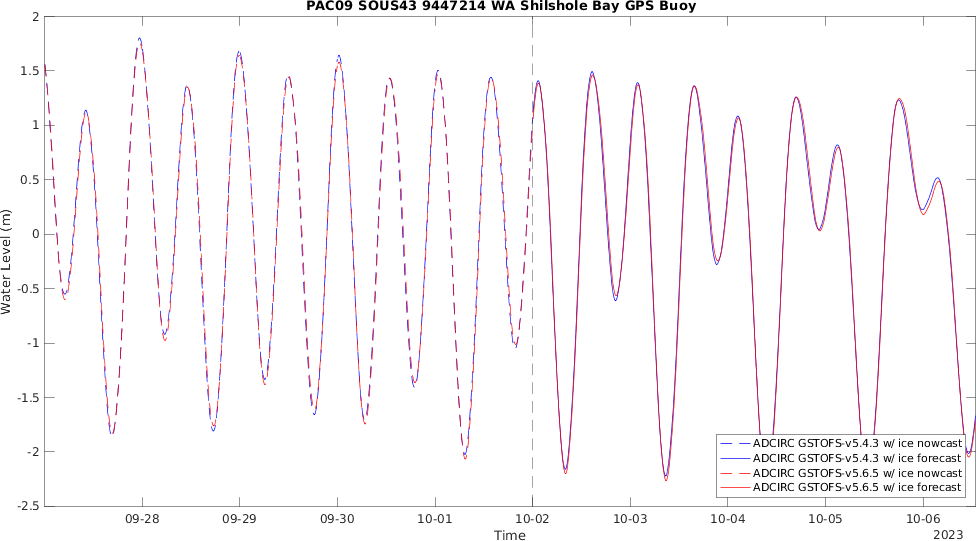 PAC09 SOUS43 9447214 WA Shilshole Bay GPS Buoy
2
1.5
1
0.5
0
-0.5
-1
-1.5
-2
-2.5
Water Level (m)
ADCIRC GSTOFS-v5.4.3 w/ ice nowcast
ADCIRC GSTOFS-v5.4.3 w/ ice forecast
ADCIRC GSTOFS-v5.6.5 w/ ice nowcast
ADCIRC GSTOFS-v5.6.5 w/ ice forecast
09-28 09-29 09-30 10-01 10-02 10-03 10-04 10-05 10-06
Time
2023